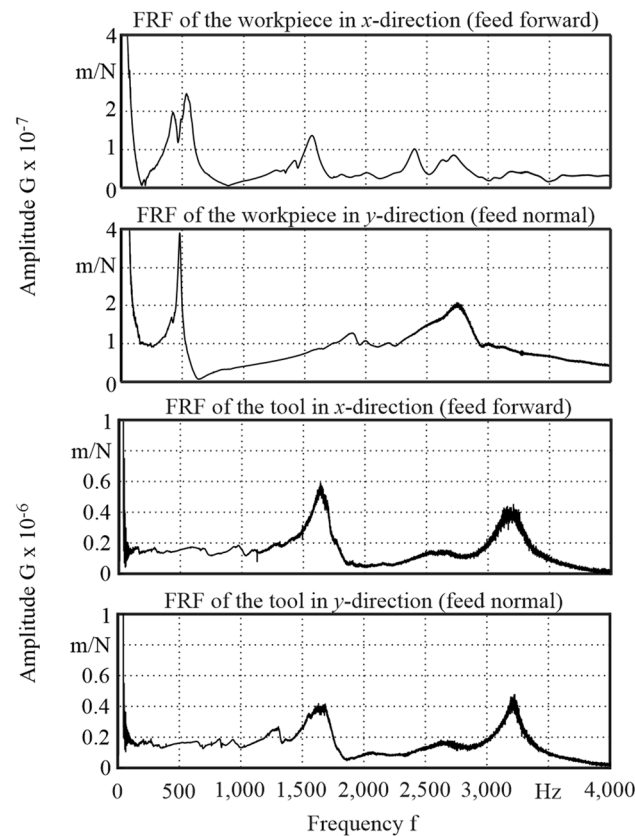 FRF of the workpiece in x-direction (feed forward)
4
m/N
2
1
0
Amplitude G x 10-7
FRF of the workpiece in y-direction (feed normal)
4
m/N
2
1
0
FRF of the tool in x-direction (feed forward)
1
m/N
0.6
0.4
0.2
0
Amplitude G x 10-6
FRF of the tool in y-direction (feed normal)
1
m/N
0.6
0.4
0.2
0
0 500 1,000 1,500 2,000 2,500 3,000 Hz 4,000
Frequency f